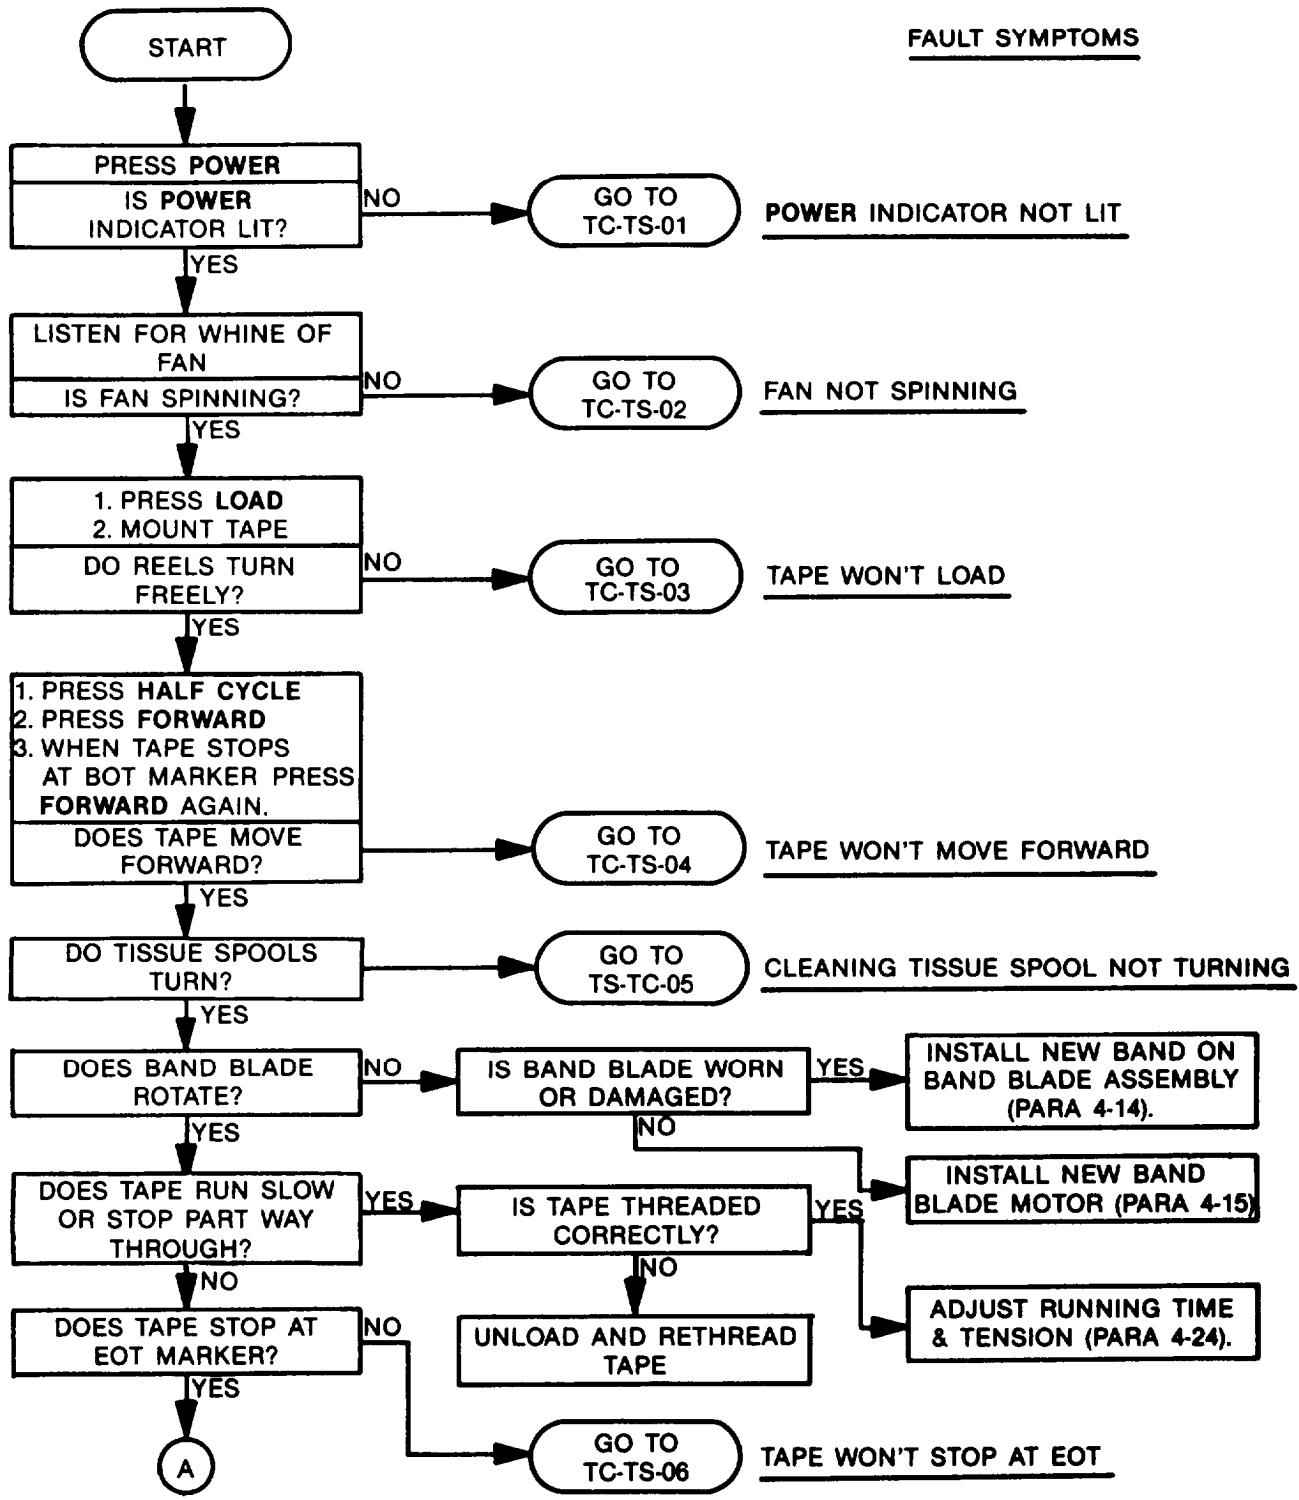 START
FAULT SYMPTOMS
PRESS POWER
IS POWER
INDICATOR LIT?
NO
GO TO
TC-TS-01
POWER INDICATOR NOT LIT
YES
LISTEN FOR WHINE OF
FAN
IS FAN SPINNING?
NO
GO TO
TC-TS-02
FAN NOT SPINNING
YES
1. PRESS LOAD
2. MOUNT TAPE
DO REELS TURN
FREELY?
NO
GO TO
TC-TS-03
TAPE WON'T LOAD
YES
1. PRESS HALF CYCLE
2. PRESS FORWARD
3. WHEN TAPE STOPS
AT BOT MARKER PRESS
FORWARD AGAIN.
DOES TAPE MOVE
FORWARD?
GO TO
TC-TS-04
TAPE WON'T MOVE FORWARD
YES
DO TISSUE SPOOLS
TURN?
GO TO
TS-TC-05
CLEANING TISSUE SPOOL NOT TURNING
YES
DOES BAND BLADE
ROTATE?
NO
IS BAND BLADE WORN
OR DAMAGED?
YES
INSTALL NEW BAND ON
BAND BLADE ASSEMBLY
(PARA 4-14).
NO
INSTALL NEW BAND
BLADE MOTOR (PARA 4-15)
YES
DOES TAPE RUN SLOW
OR STOP PART WAY
THROUGH?
YES
IS TAPE THREADED
CORRECTLY?
YES
ADJUST RUNNING TIME
& TENSION (PARA 4-24).
NO
UNLOAD AND RETHREAD
TAPE
NO
DOES TAPE STOP AT
EOT MARKER?
NO
GO TO
TC-TS-06
TAPE WON'T STOP AT EOT
YES
A